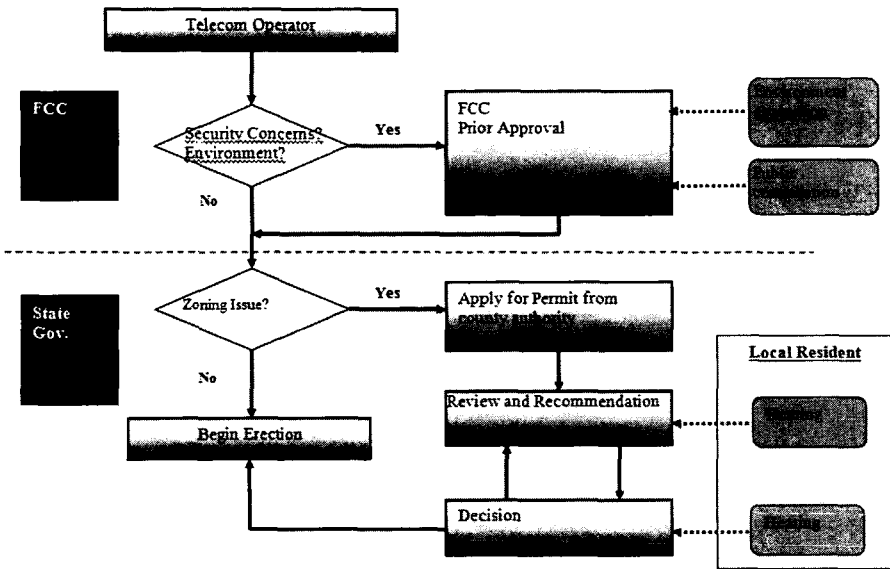 Telecom Operator
FCC
Security Concerns?
Environment?
Yes
FCC
Prior Approval
No
State
Gov.
Zoning Issue?
Yes
Apply for Permit from
county authority
Local Resident
No
Review and Recommendation
Begin Erection
Decision
Hearing